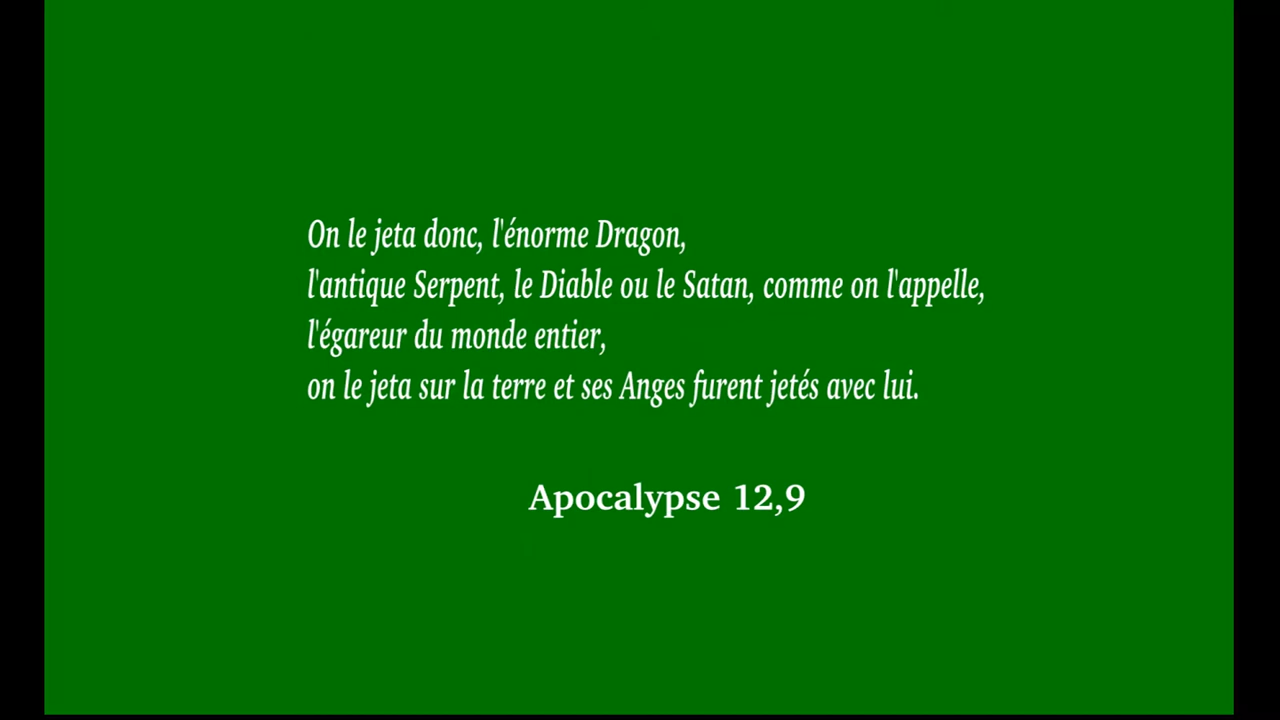 On le jeta donc, l'énorme Dragon,
l'antique Serpent, le Diable ou le Satan, comme on l'appelle,
l'égareur du monde entier,
on le jeta sur la terre et ses Anges furent jetés avec lui.
Apocalypse 12,9